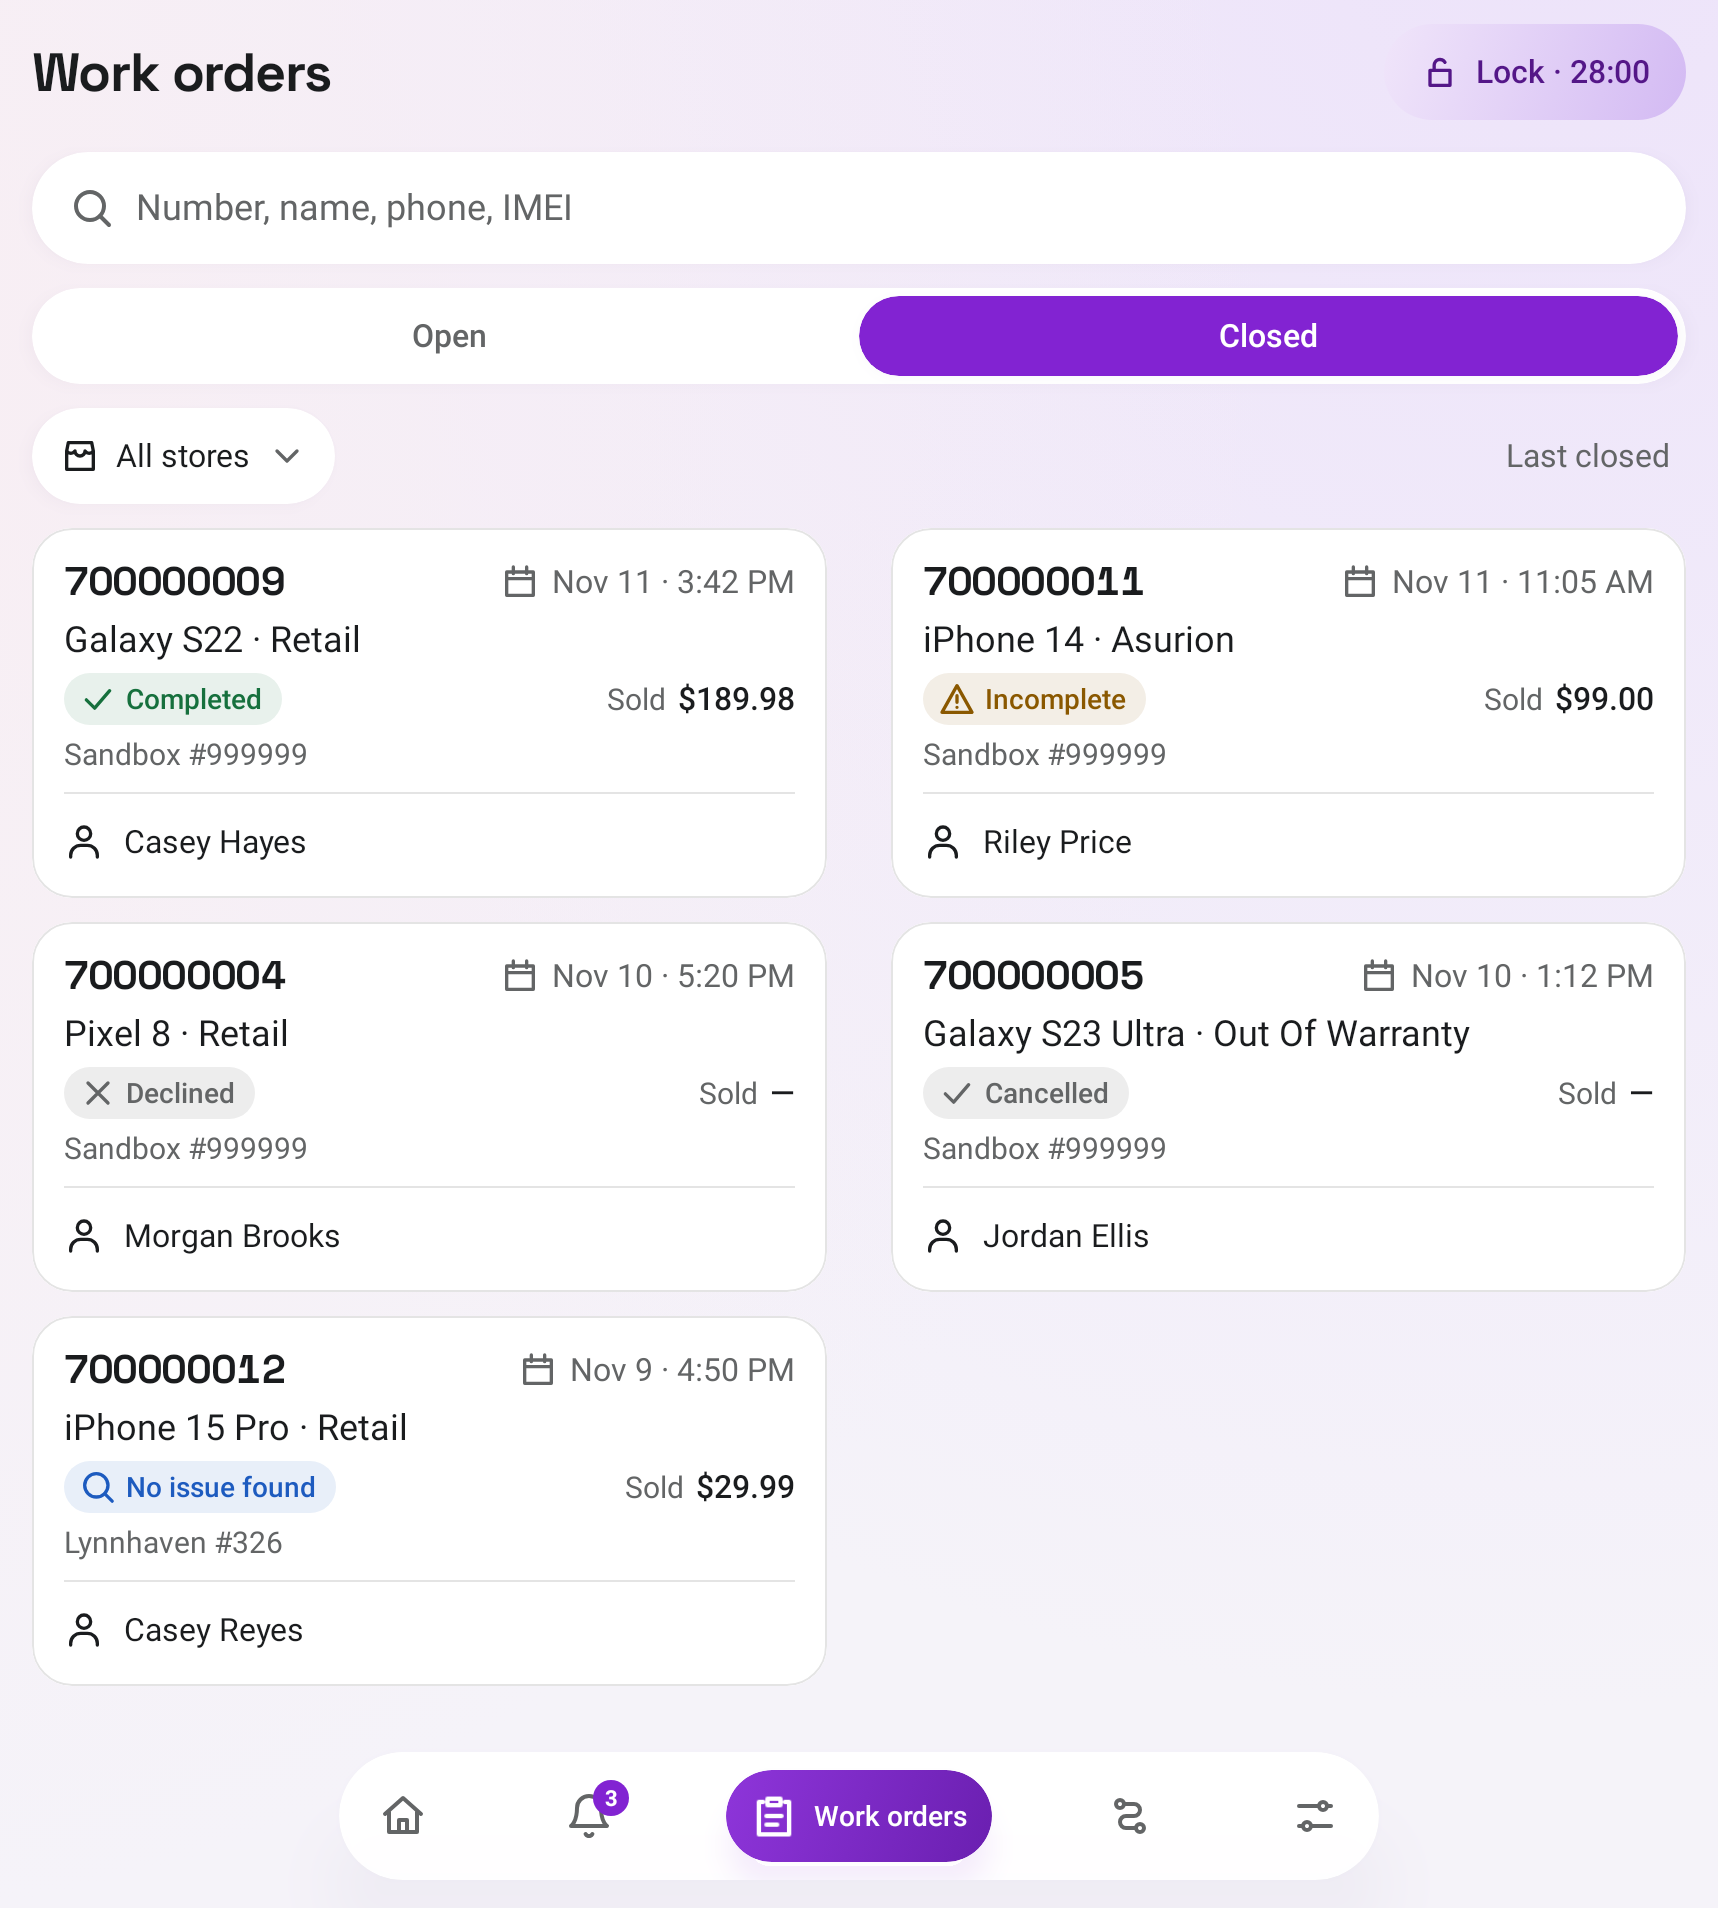 Work orders
Lock · 28:00
Number, name, phone, IMEI
Open
Closed
All stores
Last closed
700000009
Nov 11 · 3:42 PM
Galaxy S22 · Retail
Completed
Sold $189.98
Sandbox #999999
Casey Hayes
700000011
Nov 11 · 11:05 AM
iPhone 14 · Asurion
Incomplete
Sold $99.00
Sandbox #999999
Riley Price
700000004
Nov 10 · 5:20 PM
Pixel 8 · Retail
Declined
Sold —
Sandbox #999999
Morgan Brooks
700000005
Nov 10 · 1:12 PM
Galaxy S23 Ultra · Out Of Warranty
Cancelled
Sold —
Sandbox #999999
Jordan Ellis
700000012
Nov 9 · 4:50 PM
iPhone 15 Pro · Retail
No issue found
Sold $29.99
Lynnhaven #326
Casey Reyes
3
Work orders